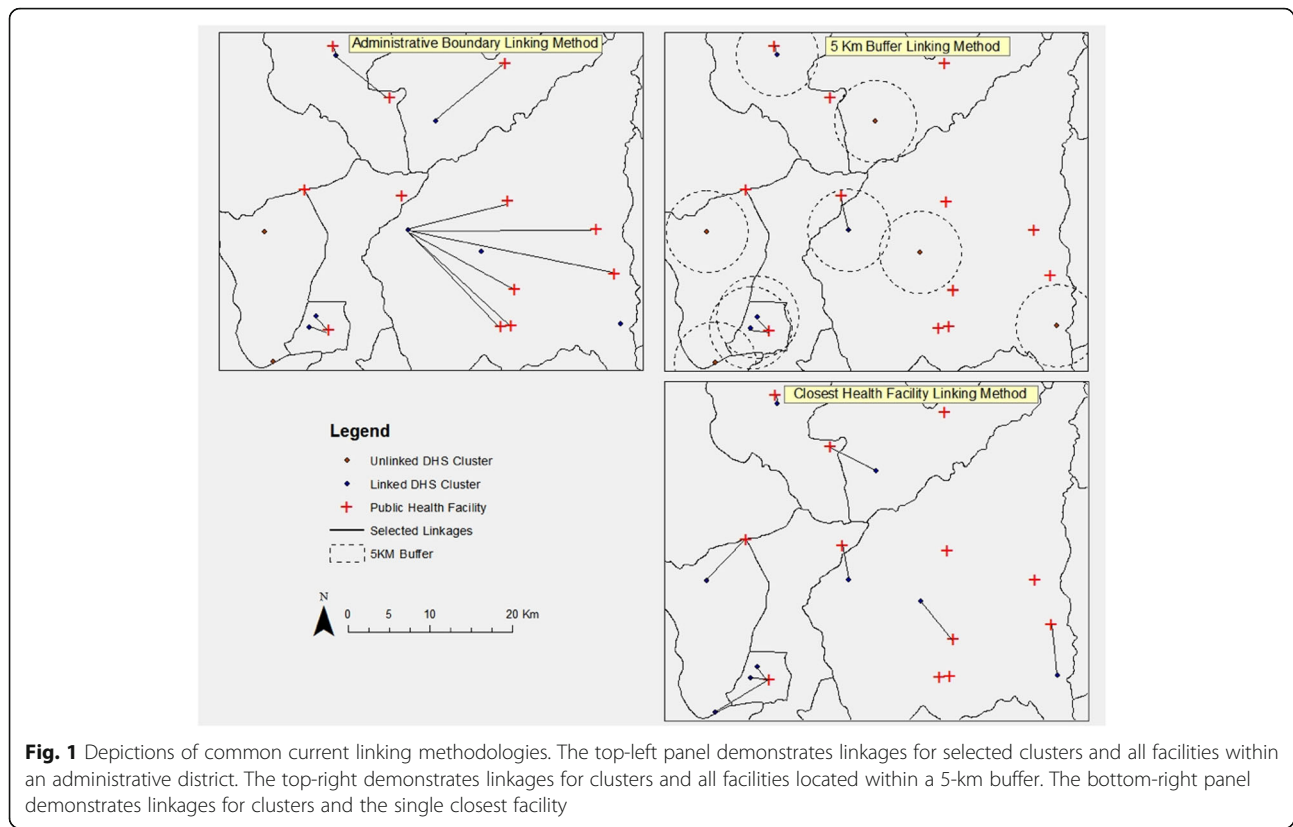 Administrative Boundary Linking Method
5 Km Buffer Linking Method
Closest Health Facility Linking Method
Legend
Unlinked DHS Cluster
Linked DHS Cluster
Public Health Facility
Selected Linkages
5KM Buffer
N
0 5 10 20 Km
Fig. 1 Depictions of common current linking methodologies. The top-left panel demonstrates linkages for selected clusters and all facilities within
an administrative district. The top-right demonstrates linkages for clusters and all facilities located within a 5-km buffer. The bottom-right panel
demonstrates linkages for clusters and the single closest facility